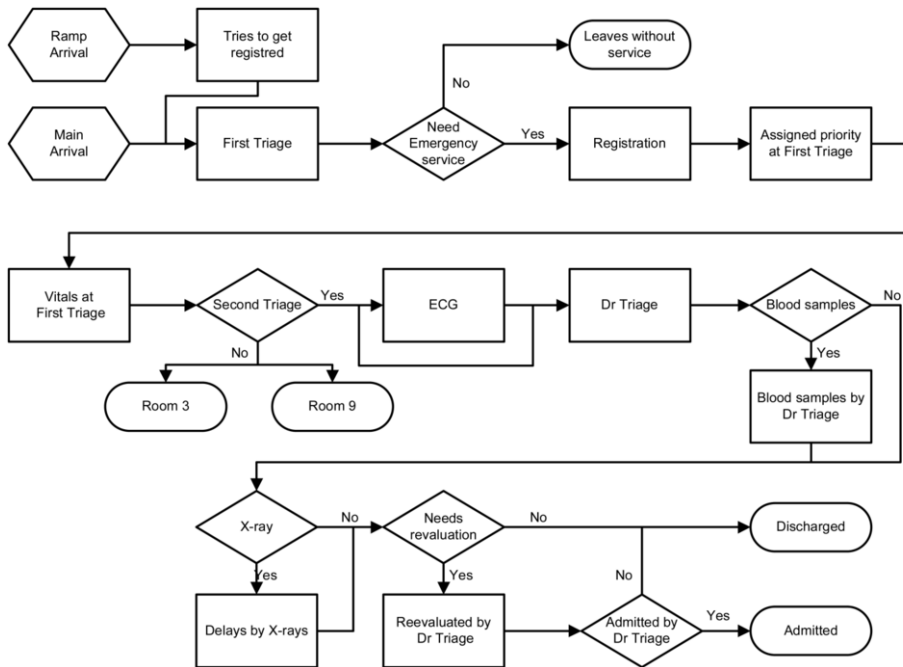 Ramp
Arrival
Tries to get
registred
Leaves without
service
No
Main
Arrival
First Triage
Need
Emergency
service
Yes
Registration
Assigned priority
at First Triage
Vitals at
First Triage
Second Triage
Yes
ECG
Dr Triage
Blood samples
No
No
Yes
Room 3
Room 9
Blood samples by
Dr Triage
X-ray
No
Needs
revaluation
No
Discharged
Yes
Yes
No
Delays by X-rays
Reevaluated by
Dr Triage
Admitted by
Dr Triage
Yes
Admitted